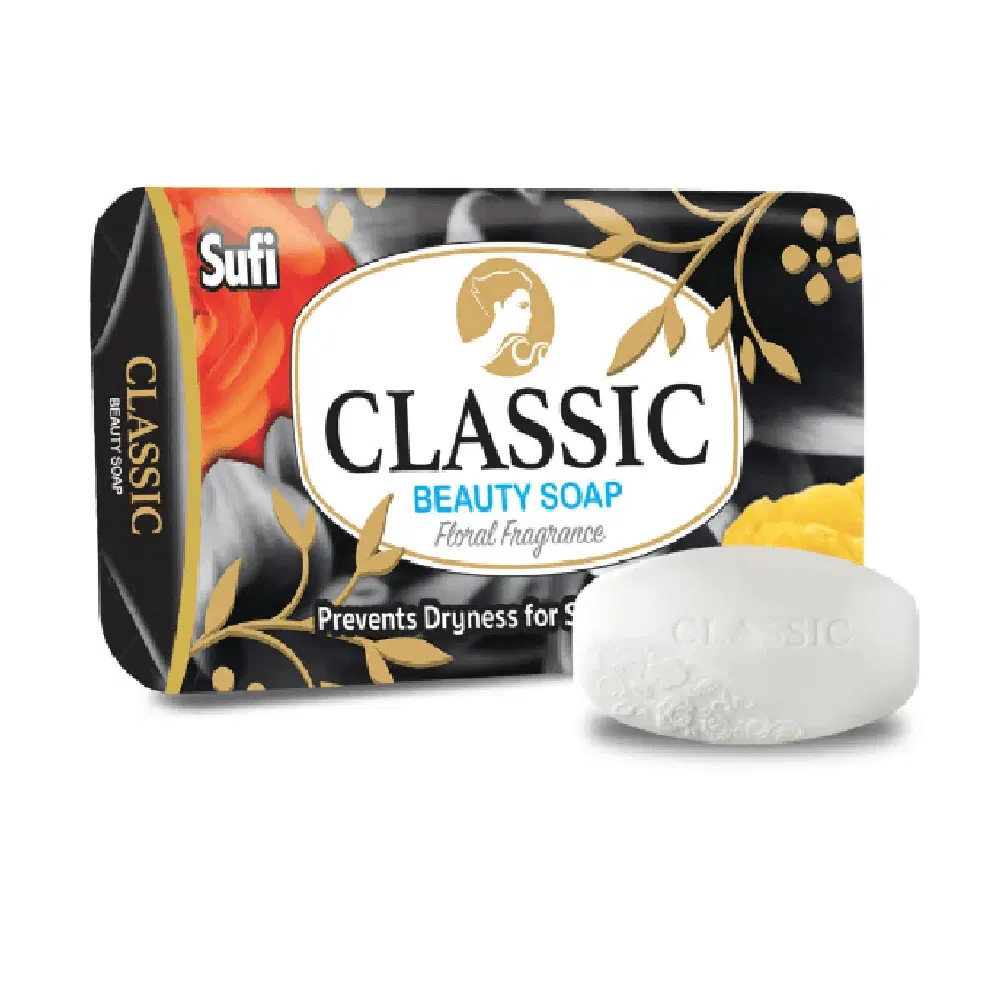 Sufi
CLASSIC
BEAUTY SOAP
Floral Fragrance
Prevents Dryness for
CLASSIC
BEAUTY SOAP
CLASSIC